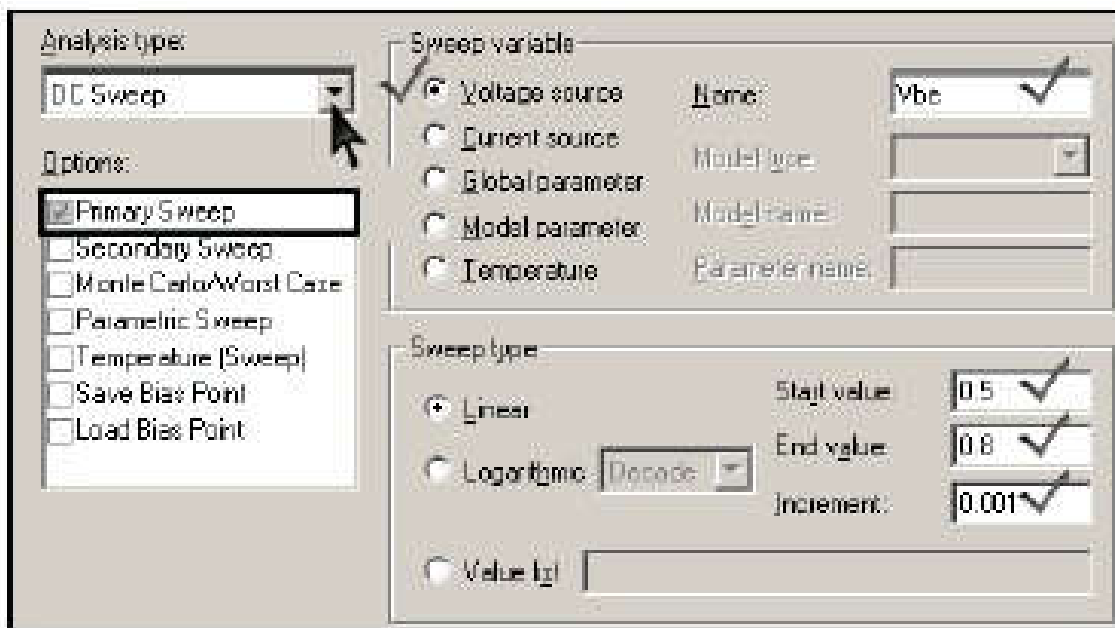 Analysis type:
DC Sweep
Options:
Primary Sweep
Secondary Sweep
Monte Carlo/Worst Case
Parametric Sweep
Temperature (Sweep)
Save Bias Point
Load Bias Point
Sweep variable
Voltage source
Current source
Global parameter
Model parameter
Temperature
Name:
Vbe
Model type:
Model name:
Parameter name:
Sweep type
Linear
Logarithmic
Decade
Value list
Start value
0.5
End value
0.8
Increment:
0.001